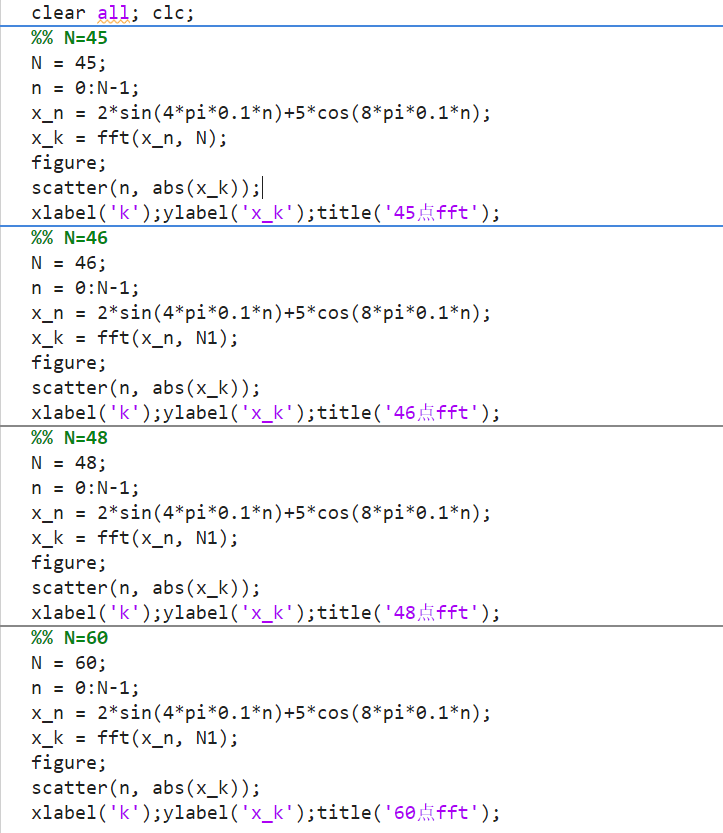 clear all; clc;
%% N=45
N = 45;
n = 0:N-1;
x_n = 2*sin(4*pi*0.1*n)+5*cos(8*pi*0.1*n);
x_k = fft(x_n, N);
figure;
scatter(n, abs(x_k));
xlabel('k');ylabel('x_k');title('45点fft');
%% N=46
N = 46;
n = 0:N-1;
x_n = 2*sin(4*pi*0.1*n)+5*cos(8*pi*0.1*n);
x_k = fft(x_n, N1);
figure;
scatter(n, abs(x_k));
xlabel('k');ylabel('x_k');title('46点fft');
%% N=48
N = 48;
n = 0:N-1;
x_n = 2*sin(4*pi*0.1*n)+5*cos(8*pi*0.1*n);
x_k = fft(x_n, N1);
figure;
scatter(n, abs(x_k));
xlabel('k');ylabel('x_k');title('48点fft');
%% N=60
N = 60;
n = 0:N-1;
x_n = 2*sin(4*pi*0.1*n)+5*cos(8*pi*0.1*n);
x_k = fft(x_n, N1);
figure;
scatter(n, abs(x_k));
xlabel('k');ylabel('x_k');title('60点fft');